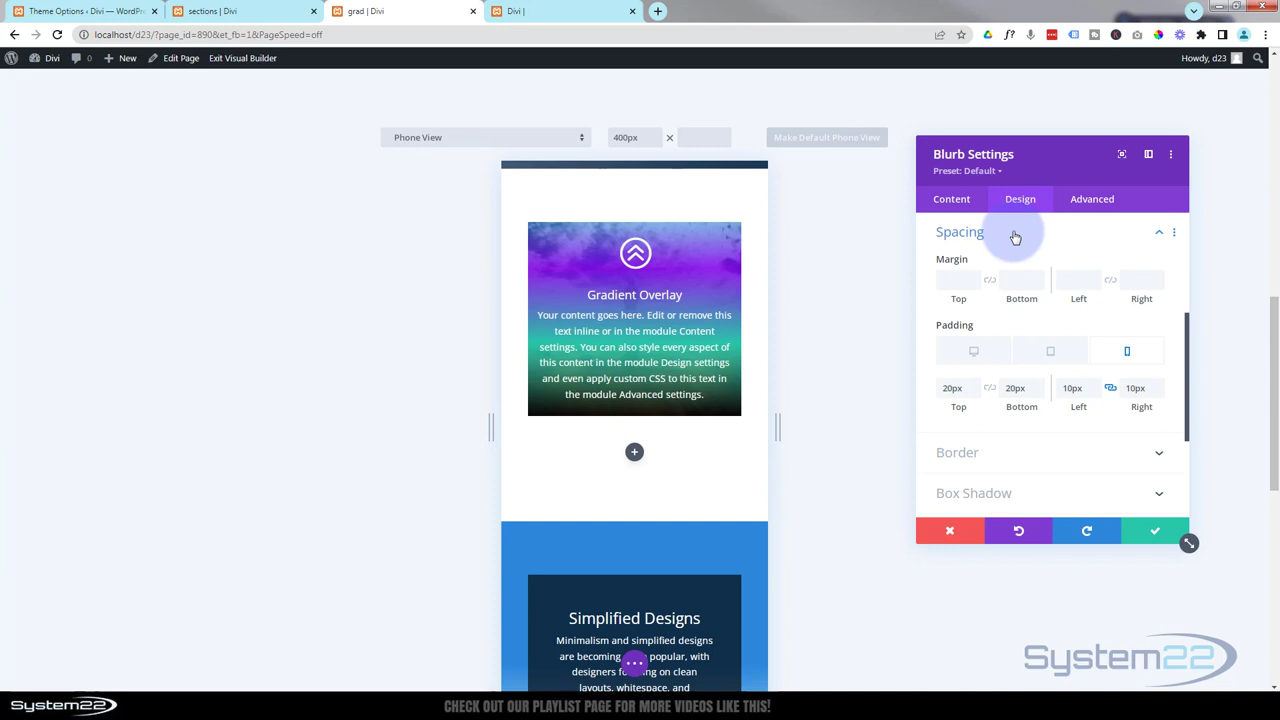 Theme Options ‹ Divi — WordPre
sections | Divi
grad | Divi
Divi |
localhost/d23/?page_id=890&et_fb=1&PageSpeed=off
Divi
0
New
Edit Page
Exit Visual Builder
Howdy, d23
Phone View
400px
Make Default Phone View
Gradient Overlay
Your content goes here. Edit or remove this
text inline or in the module Content
settings. You can also style every aspect of
this content in the module Design settings
and even apply custom CSS to this text in
the module Advanced settings.
Simplified Designs
Minimalism and simplified designs
are becoming popular, with
designers fo ing on clean
layouts, whitespace, and
Blurb Settings
Preset: Default
Content
Design
Advanced
Spacing
Margin
Top
Bottom
Left
Right
Padding
20px
20px
10px
10px
Top
Bottom
Left
Right
Border
Box Shadow
System22
System22
CHECK OUT OUR PLAYLIST PAGE FOR MORE VIDEOS LIKE THIS!